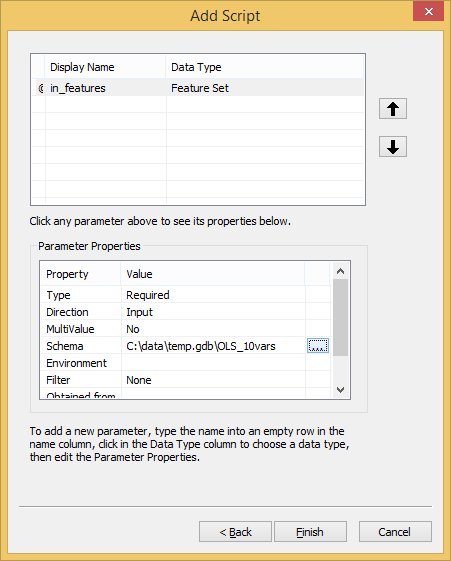 Add Script
Display Name Data Type
in_features Feature Set
Click any parameter above to see its properties below.
Parameter Properties
Property Value
Type Required
Direction Input
MultiValue No
Schema C:\data\temp.gdb\OLS_10vars ...
Environment
Filter None
Obtained from
To add a new parameter, type the name into an empty row in the
name column, click in the Data Type column to choose a data type,
then edit the Parameter Properties.
< Back Finish Cancel